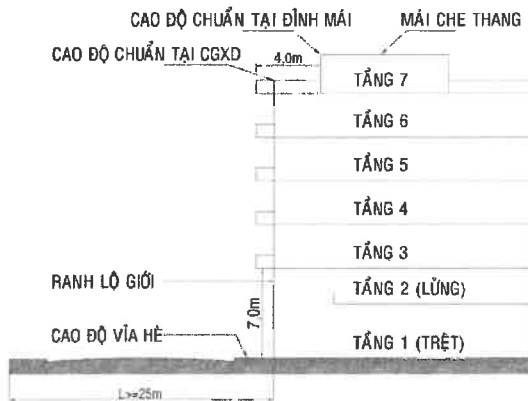 CAO ĐỘ CHUẨN TẠI ĐỈNH MÁI
MÁI CHE THANG
CAO ĐỘ CHUẨN TẠI CGXD
4.0m
TẦNG 7
TẦNG 6
TẦNG 5
TẦNG 4
TẦNG 3
RANH LỘ GIỚI
TẦNG 2 (LỬNG)
7.0m
CAO ĐỘ VỈA HÈ
TẦNG 1 (TRỆT)
L>=25m